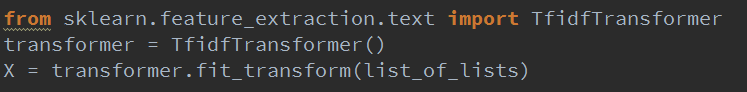 from sklearn.feature_extraction.text import TfidfTransformer
transformer = TfidfTransformer()
X = transformer.fit_transform(list_of_lists)